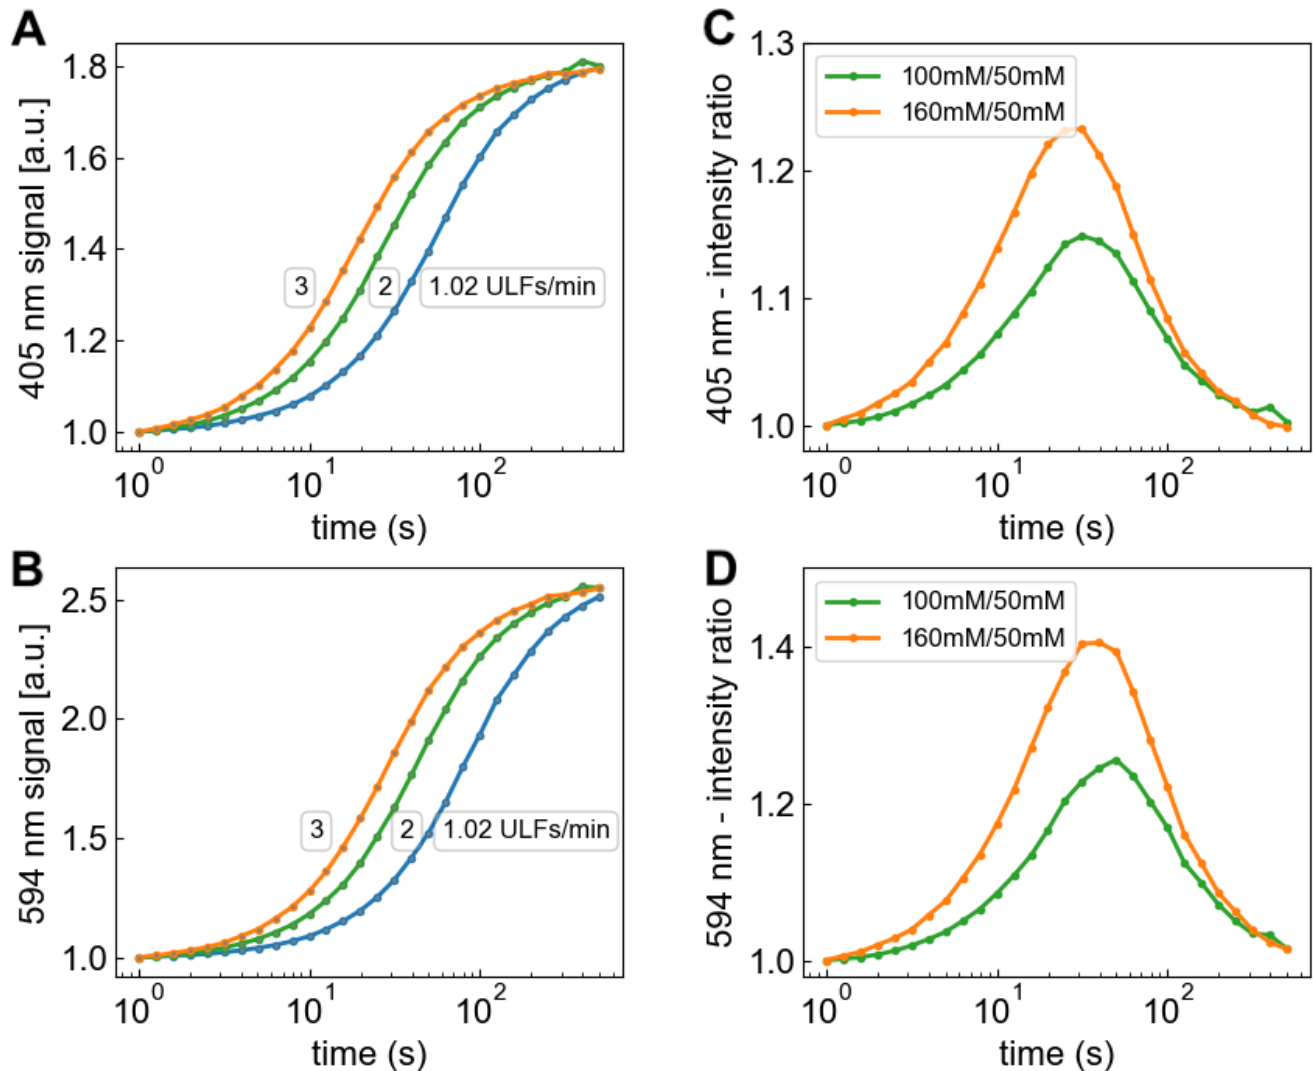 A
405 nm signal [a.u.]
1.8
1.6
1.4
1.2
1.0
3
2
1.02 ULFs/min
10^0
10^1
10^2
time (s)
C
405 nm - intensity ratio
1.3
1.2
1.1
1.0
100mM/50mM
160mM/50mM
10^0
10^1
10^2
time (s)
B
594 nm signal [a.u.]
2.5
2.0
1.5
1.0
3
2
1.02 ULFs/min
10^0
10^1
10^2
time (s)
D
594 nm - intensity ratio
1.4
1.2
1.0
100mM/50mM
160mM/50mM
10^0
10^1
10^2
time (s)